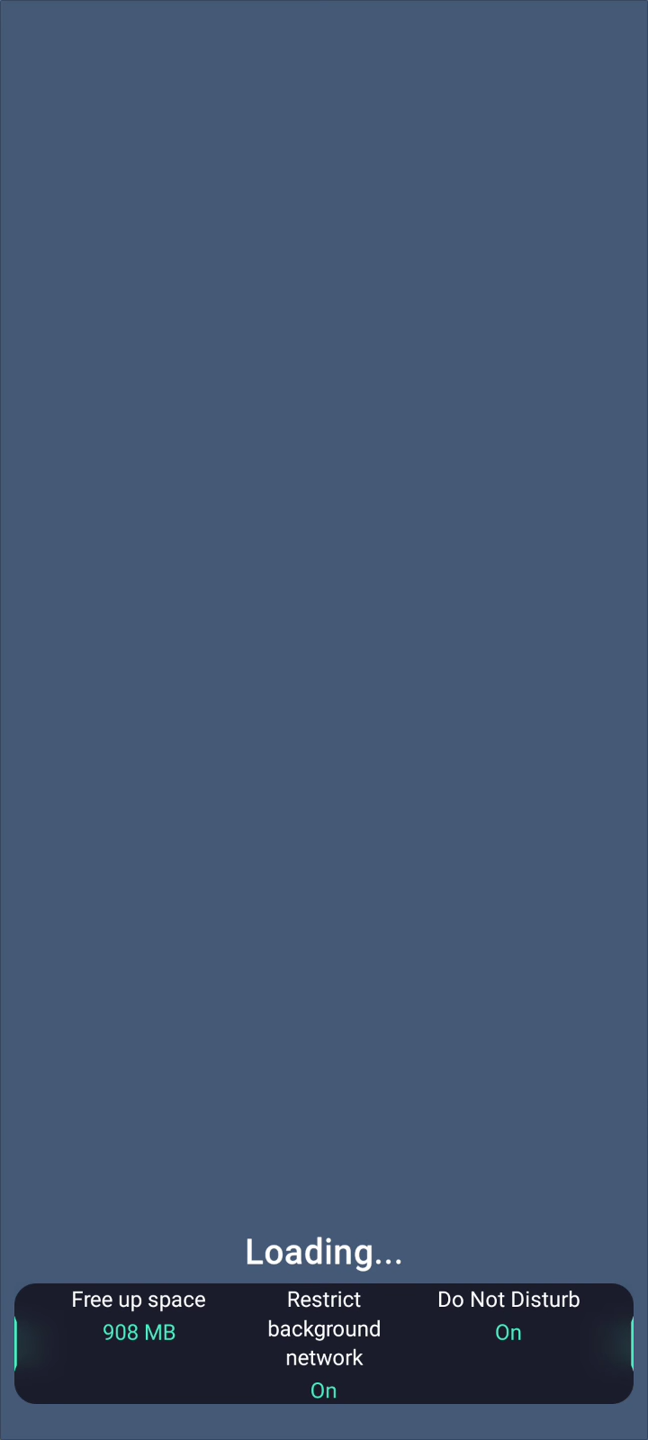 Loading...
Free up space
908 MB
Restrict
background
network
On
Do Not Disturb
On